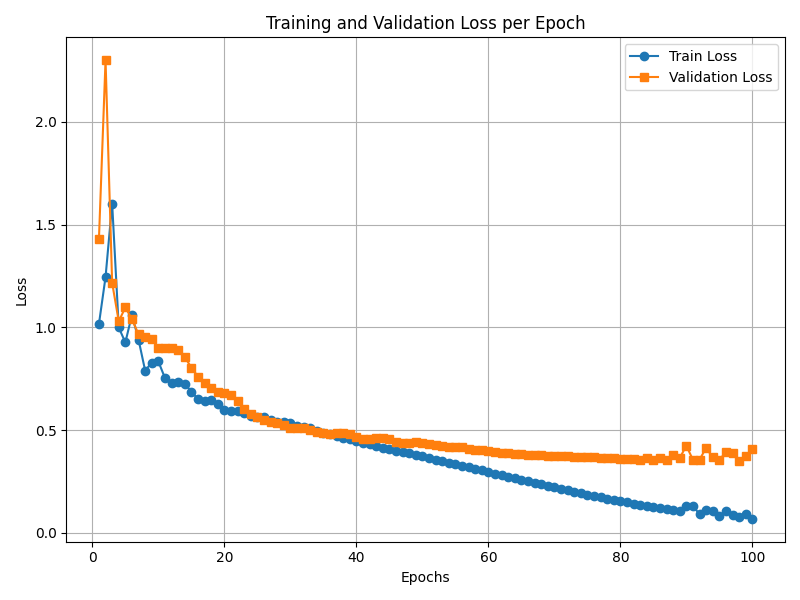 Training and Validation Loss per Epoch
Train Loss
Validation Loss
2.0
1.5
1.0
0.5
0.0
Loss
0 20 40 60 80 100
Epochs